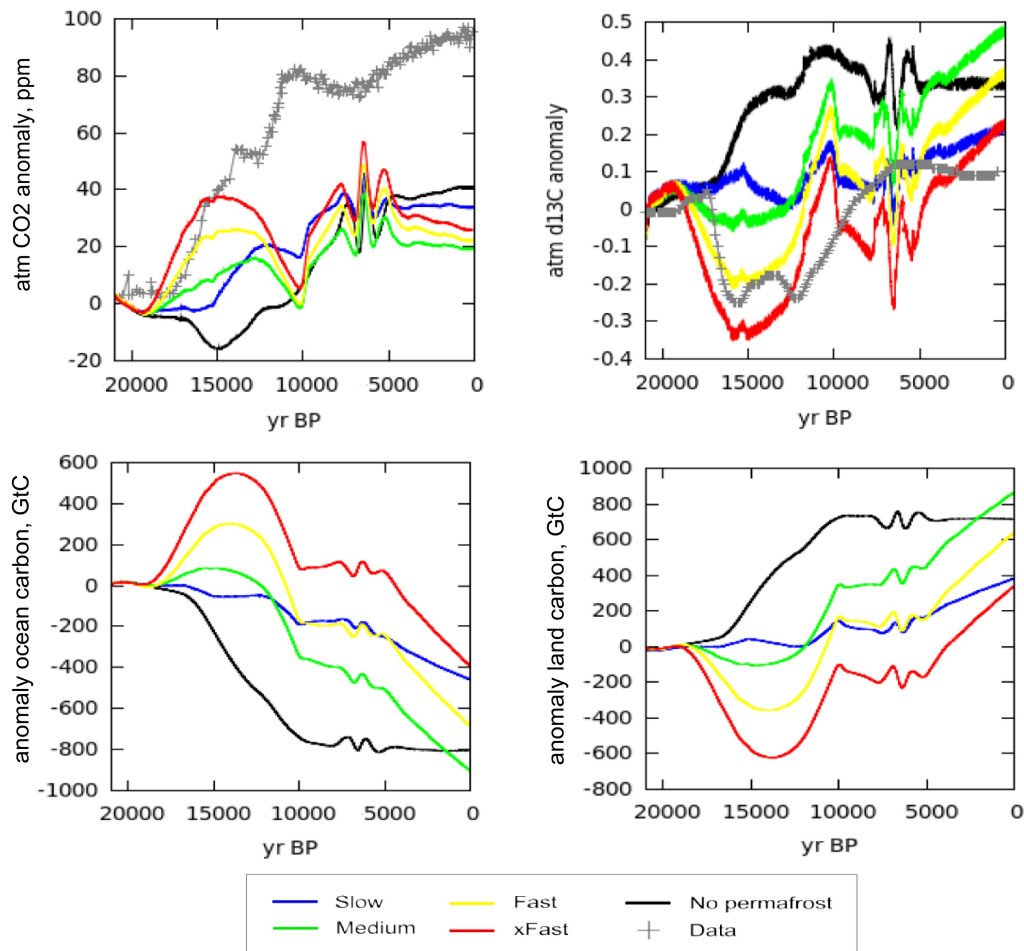 atm CO2 anomaly, ppm
100
80
60
40
20
0
-20
20000 15000 10000 5000 0
yr BP
atm d13C anomaly
0.5
0.4
0.3
0.2
0.1
0
-0.1
-0.2
-0.3
-0.4
20000 15000 10000 5000 0
yr BP
anomaly ocean carbon, GtC
600
400
200
0
-200
-400
-600
-800
-1000
20000 15000 10000 5000 0
yr BP
anomaly land carbon, GtC
1000
800
600
400
200
0
-200
-400
-600
-800
20000 15000 10000 5000 0
yr BP
Slow Fast No permafrost
Medium xFast Data